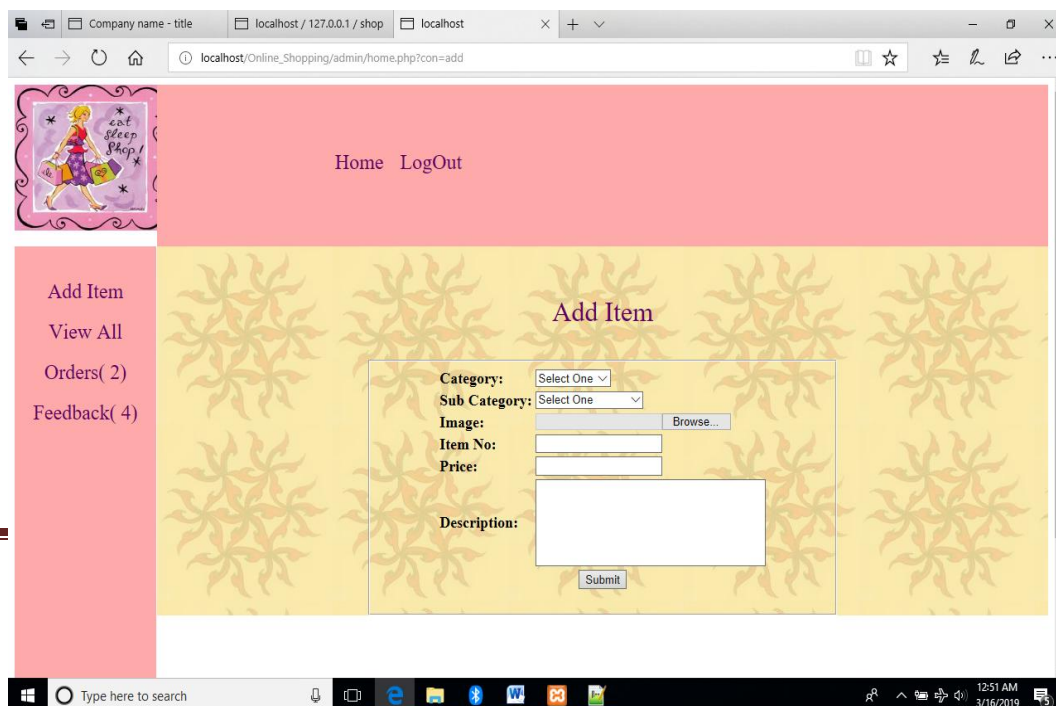 Company name - title
localhost / 127.0.0.1 / shop
localhost
localhost/Online_Shopping/admin/home.php?con=add
eat
sleep
shop!
Home LogOut
Add Item
View All
Orders( 2)
Feedback( 4)
Add Item
Category: Select One
Sub Category: Select One
Image: Browse...
Item No:
Price:
Description:
Submit
Type here to search
12:51 AM
3/16/2019